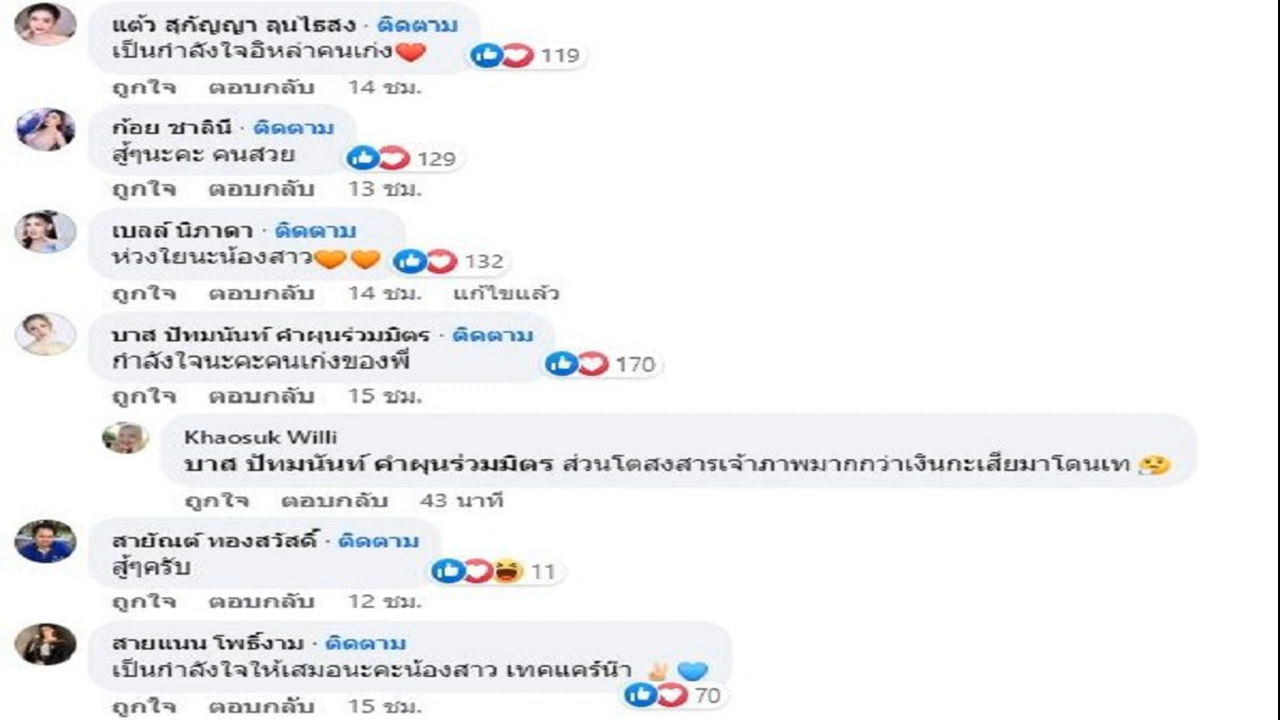 แต้ว สุกัญญา ลุนไธสง · ติดตาม
เป็นกำลังใจอิหล่าคนเก่ง❤️
119
ถูกใจ ตอบกลับ 14 ชม.
ก้อย ชาลินี · ติดตาม
สู้ๆนะคะ คนสวย
129
ถูกใจ ตอบกลับ 13 ชม.
เบลล์ นิภาดา · ติดตาม
ห่วงใยนะน้องสาว🧡🧡
132
ถูกใจ ตอบกลับ 14 ชม. แก้ไขแล้ว
บาส ปัทมนันท์ คำผุนร่วมมิตร · ติดตาม
กำลังใจนะคะคนเก่งของพี่
170
ถูกใจ ตอบกลับ 15 ชม.
Khaosuk Willi
บาส ปัทมนันท์ คำผุนร่วมมิตร ส่วนโตสงสารเจ้าภาพมากกว่าเงินกะเสียมาโดนเท 🤧
ถูกใจ ตอบกลับ 43 นาที
สายัณต์ ทองสวัสดิ์ · ติดตาม
สู้ๆครับ
11
ถูกใจ ตอบกลับ 12 ชม.
สายแนน โพธิ์งาม · ติดตาม
เป็นกำลังใจให้เสมอนะคะน้องสาว เทคแคร์น๊า ✌🏻💙
70
ถูกใจ ตอบกลับ 15 ชม.